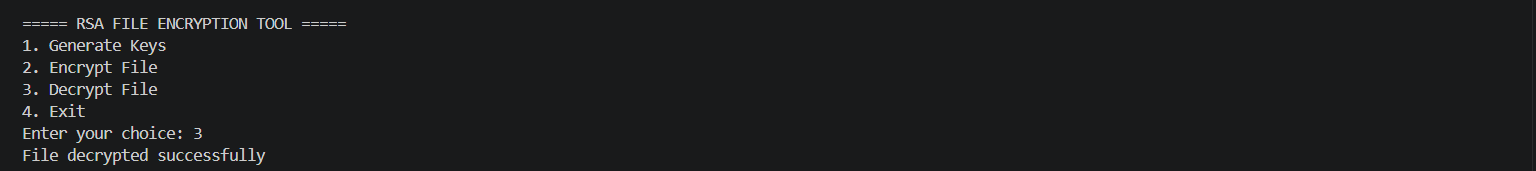 ===== RSA FILE ENCRYPTION TOOL =====
1. Generate Keys
2. Encrypt File
3. Decrypt File
4. Exit
Enter your choice: 3
File decrypted successfully